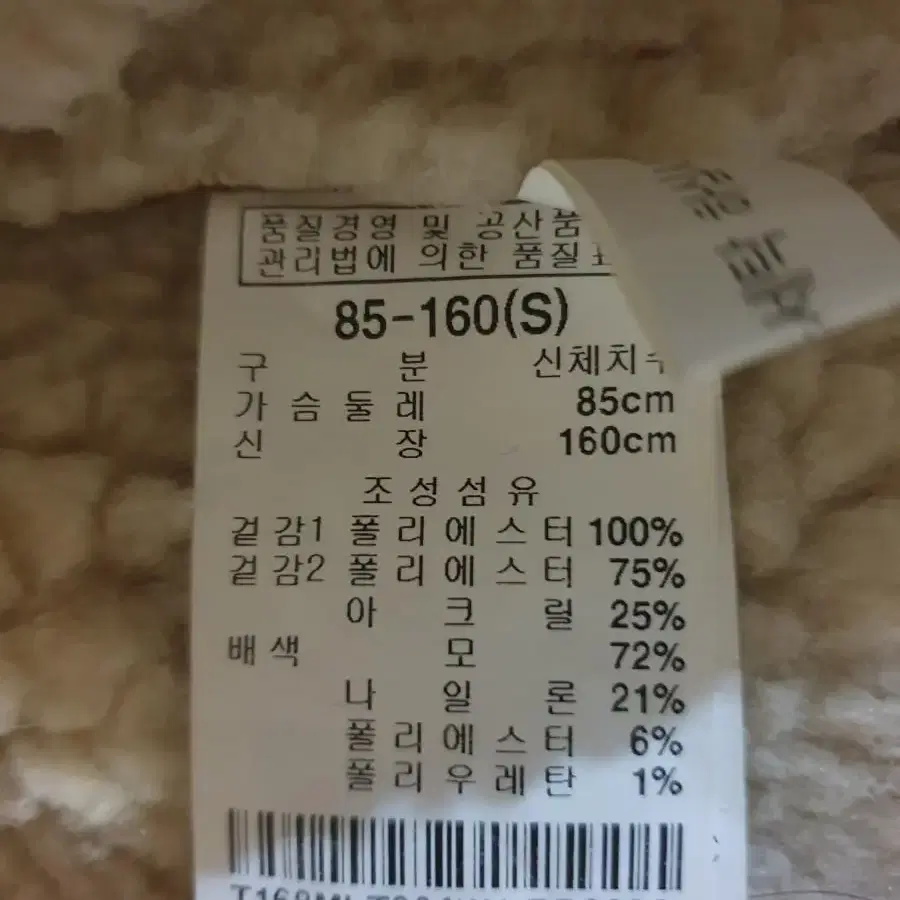 품질경영 및 공산품
관리법에 의한 품질표
85-160(S)
구 분 신체치수
가슴둘레 85cm
신 장 160cm
조성섬유
겉감1 폴리에스터 100%
겉감2 폴리에스터 75%
아크릴 25%
배색 모 72%
나일론 21%
폴리에스터 6%
폴리우레탄 1%